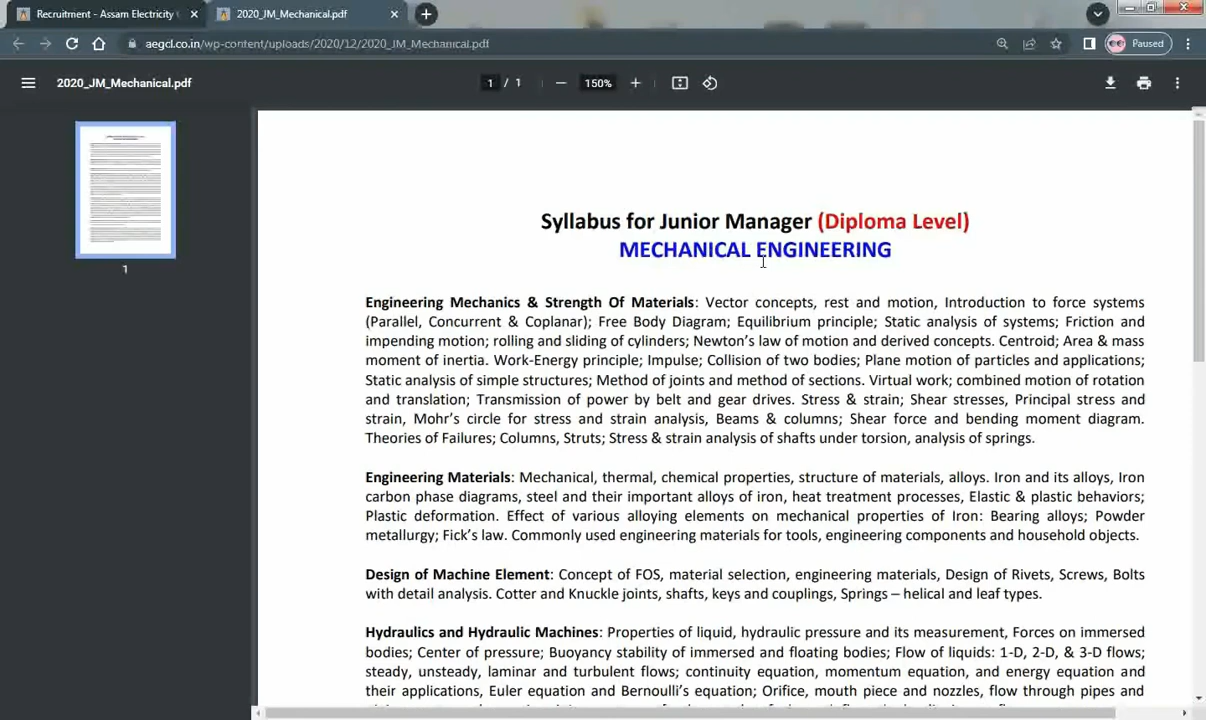 Recruitment - Assam Electricity
2020_JM_Mechanical.pdf
aegcl.co.in/wp-content/uploads/2020/12/2020_JM_Mechanical.pdf
Paused
2020_JM_Mechanical.pdf
1 / 1
150%
1
Syllabus for Junior Manager (Diploma Level)
MECHANICAL ENGINEERING
Engineering Mechanics & Strength Of Materials: Vector concepts, rest and motion, Introduction to force systems
(Parallel, Concurrent & Coplanar); Free Body Diagram; Equilibrium principle; Static analysis of systems; Friction and
impending motion; rolling and sliding of cylinders; Newton's law of motion and derived concepts. Centroid; Area & mass
moment of inertia. Work-Energy principle; Impulse; Collision of two bodies; Plane motion of particles and applications;
Static analysis of simple structures; Method of joints and method of sections. Virtual work; combined motion of rotation
and translation; Transmission of power by belt and gear drives. Stress & strain; Shear stresses, Principal stress and
strain, Mohr's circle for stress and strain analysis, Beams & columns; Shear force and bending moment diagram.
Theories of Failures; Columns, Struts; Stress & strain analysis of shafts under torsion, analysis of springs.
Engineering Materials: Mechanical, thermal, chemical properties, structure of materials, alloys. Iron and its alloys, Iron
carbon phase diagrams, steel and their important alloys of iron, heat treatment processes, Elastic & plastic behaviors;
Plastic deformation. Effect of various alloying elements on mechanical properties of Iron: Bearing alloys; Powder
metallurgy; Fick's law. Commonly used engineering materials for tools, engineering components and household objects.
Design of Machine Element: Concept of FOS, material selection, engineering materials, Design of Rivets, Screws, Bolts
with detail analysis. Cotter and Knuckle joints, shafts, keys and couplings, Springs – helical and leaf types.
Hydraulics and Hydraulic Machines: Properties of liquid, hydraulic pressure and its measurement, Forces on immersed
bodies; Center of pressure; Buoyancy stability of immersed and floating bodies; Flow of liquids: 1-D, 2-D, & 3-D flows;
steady, unsteady, laminar and turbulent flows; continuity equation, momentum equation, and energy equation and
their applications, Euler equation and Bernoulli's equation; Orifice, mouth piece and nozzles, flow through pipes and